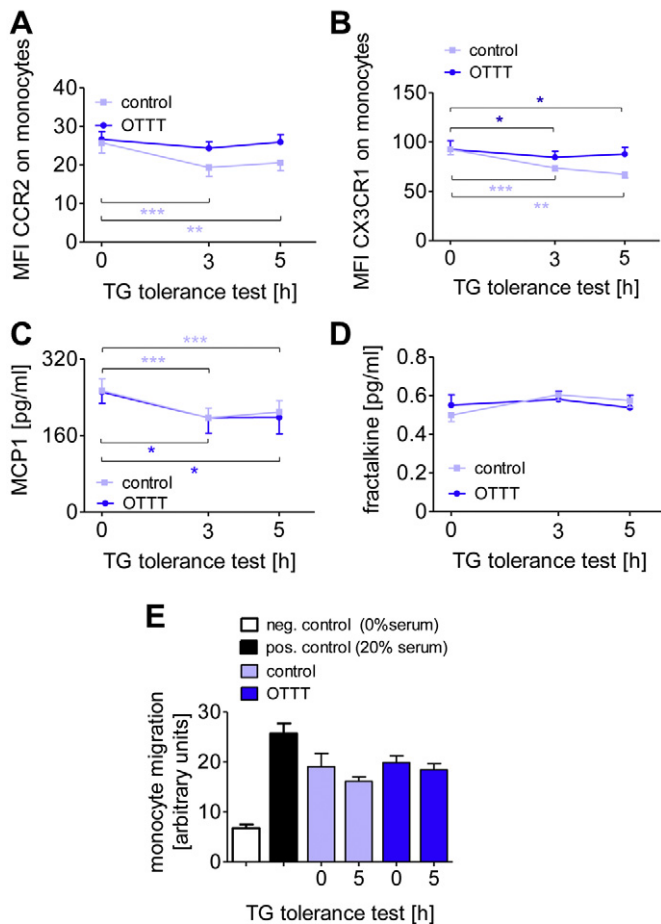 A
MFI CCR2 on monocytes
40
30
20
10
0
control
OTTT
***
**
0 3 5
TG tolerance test [h]
B
MFI CX3CR1 on monocytes
control
OTTT
150
100
50
0
*
*
***
**
0 3 5
TG tolerance test [h]
C
MCP1 [pg/ml]
320
160
0
***
***
*
*
control
OTTT
0 3 5
TG tolerance test [h]
D
fractalkine [pg/ml]
0.8
0.6
0.4
0.2
0
control
OTTT
0 3 5
TG tolerance test [h]
E
neg. control (0%serum)
pos. control (20% serum)
control
OTTT
monocyte migration
[arbitrary units]
30
20
10
0
0 5 0 5
TG tolerance test [h]